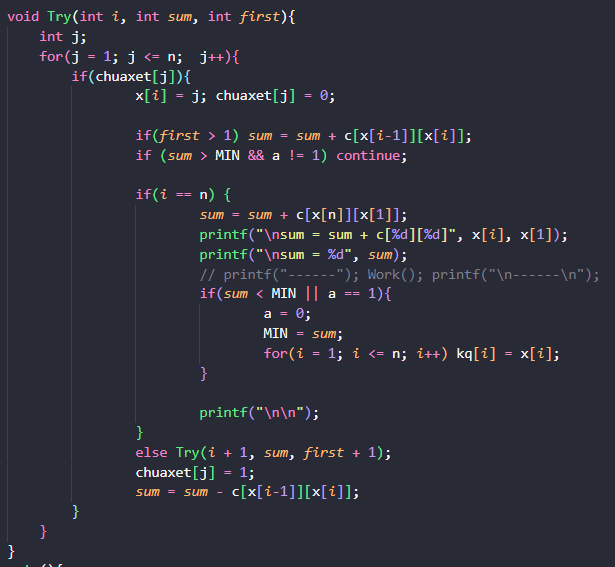 void Try(int i, int sum, int first){
int j;
for(j = 1; j <= n;  j++){
if(chuaxet[j]){
x[i] = j; chuaxet[j] = 0;
if(first > 1) sum = sum + c[x[i-1]][x[i]];
if (sum > MIN && a != 1) continue;
if(i == n) {
sum = sum + c[x[n]][x[1]];
printf("\nsum = sum + c[%d][%d]", x[i], x[1]);
printf("\nsum = %d", sum);
// printf("------"); Work(); printf("\n------\n");
if(sum < MIN || a == 1){
a = 0;
MIN = sum;
for(i = 1; i <= n; i++) kq[i] = x[i];
}
printf("\n\n");
}
else Try(i + 1, sum, first + 1);
chuaxet[j] = 1;
sum = sum - c[x[i-1]][x[i]];
}
}
}